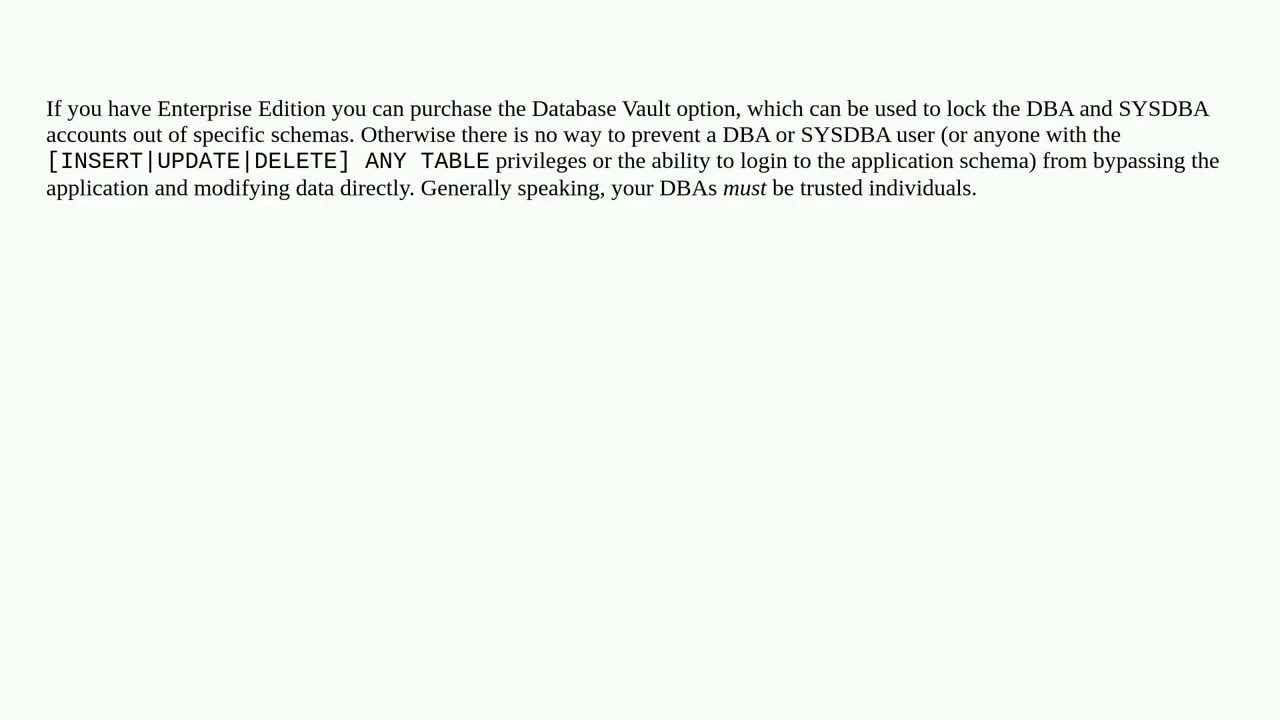 If you have Enterprise Edition you can purchase the Database Vault option, which can be used to lock the DBA and SYSDBA
accounts out of specific schemas. Otherwise there is no way to prevent a DBA or SYSDBA user (or anyone with the
[INSERT|UPDATE|DELETE] ANY TABLE privileges or the ability to login to the application schema) from bypassing the
application and modifying data directly. Generally speaking, your DBAs must be trusted individuals.